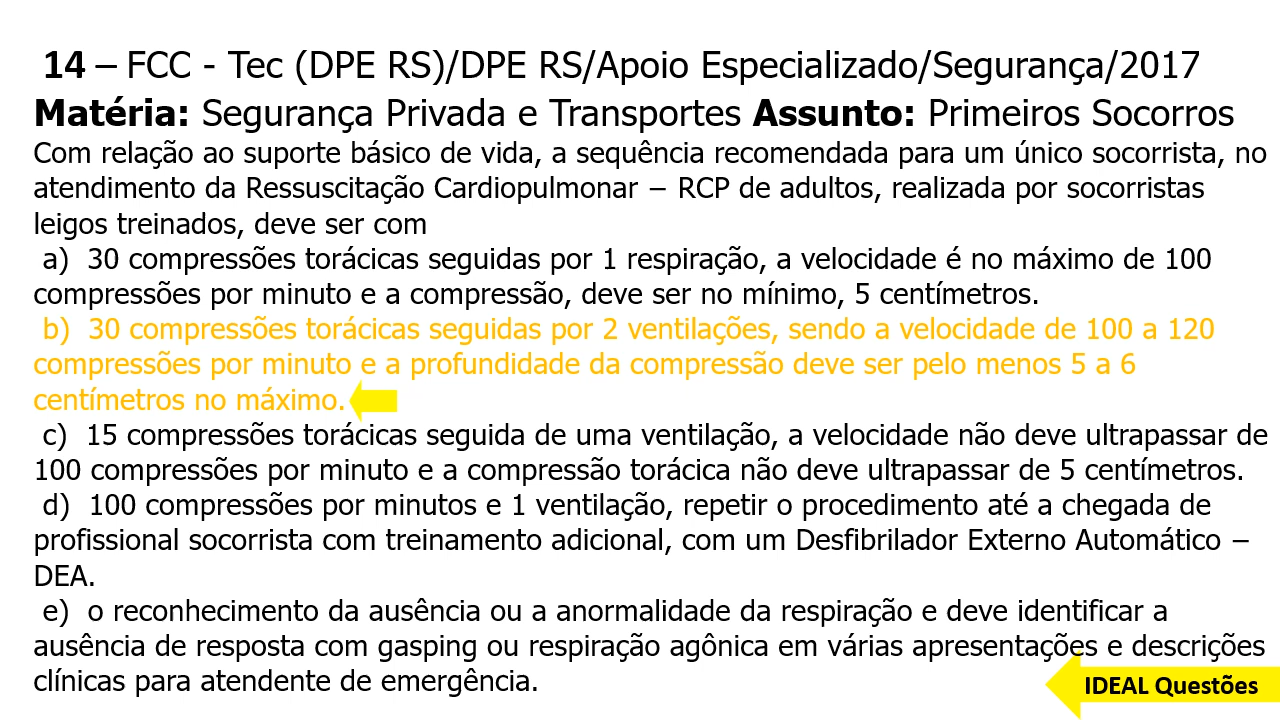 14 – FCC - Tec (DPE RS)/DPE RS/Apoio Especializado/Segurança/2017
Matéria: Segurança Privada e Transportes Assunto: Primeiros Socorros
Com relação ao suporte básico de vida, a sequência recomendada para um único socorrista, no
atendimento da Ressuscitação Cardiopulmonar − RCP de adultos, realizada por socorristas
leigos treinados, deve ser com
a) 30 compressões torácicas seguidas por 1 respiração, a velocidade é no máximo de 100
compressões por minuto e a compressão, deve ser no mínimo, 5 centímetros.
b) 30 compressões torácicas seguidas por 2 ventilações, sendo a velocidade de 100 a 120
compressões por minuto e a profundidade da compressão deve ser pelo menos 5 a 6
centímetros no máximo.
c) 15 compressões torácicas seguida de uma ventilação, a velocidade não deve ultrapassar de
100 compressões por minuto e a compressão torácica não deve ultrapassar de 5 centímetros.
d) 100 compressões por minutos e 1 ventilação, repetir o procedimento até a chegada de
profissional socorrista com treinamento adicional, com um Desfibrilador Externo Automático −
DEA.
e) o reconhecimento da ausência ou a anormalidade da respiração e deve identificar a
ausência de resposta com gasping ou respiração agônica em várias apresentações e descrições
clínicas para atendente de emergência.
IDEAL Questões